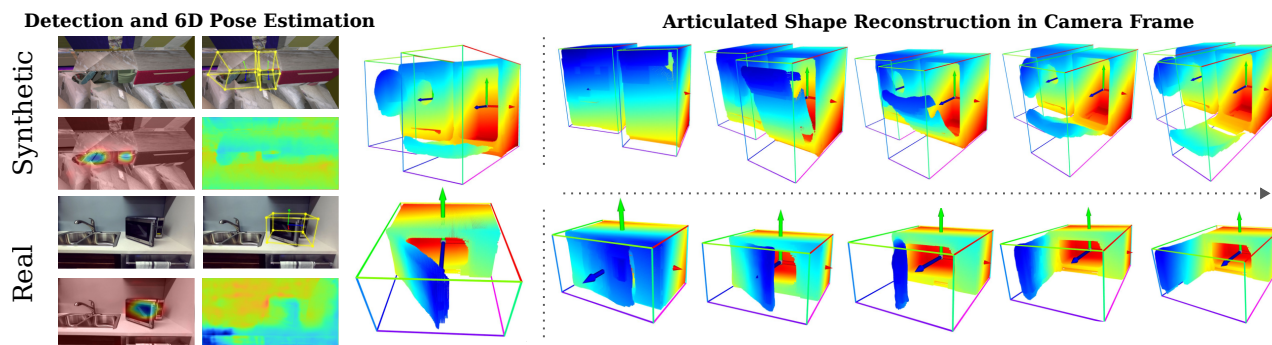 Detection and 6D Pose Estimation
Articulated Shape Reconstruction in Camera Frame
Synthetic
Real